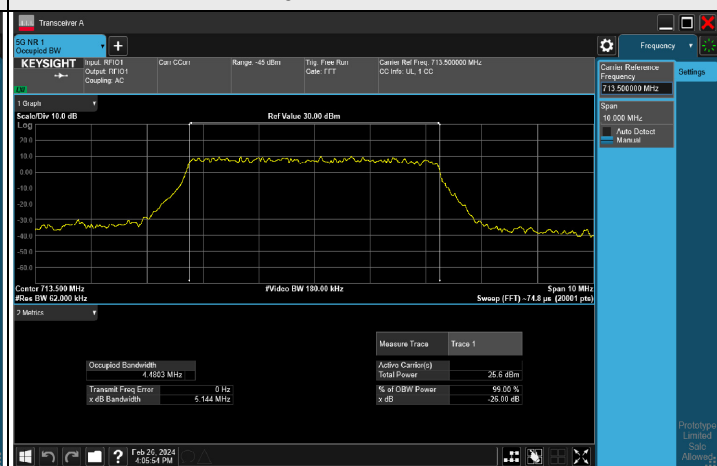 Transceiver A
5G NR 1
Occupied BW
Frequency
KEYSIGHT
Input: RFIO1
Output: RFIO1
Coupling: AC
Corr CCorr
Range: -45 dBm
Trig: Free Run
Gate: FFT
Carrier Ref Freq: 713.500000 MHz
CC Info: UL, 1 CC
Carrier Reference
Frequency
713.500000 MHz
Settings
Span
10.000 MHz
Auto Detect
Manual
1 Graph
Scale/Div 10.0 dB
Ref Value 30.00 dBm
Log
20.0
10.0
0.00
-10.0
-20.0
-30.0
-40.0
-50.0
-60.0
Center 713.500 MHz
#Video BW 180.00 kHz
Span 10 MHz
#Res BW 62.000 kHz
Sweep (FFT) ~74.8 µs (20001 pts)
2 Metrics
Measure Trace
Trace 1
Occupied Bandwidth
4.4803 MHz
Active Carrier(s)
Total Power
25.6 dBm
Transmit Freq Error
0 Hz
% of OBW Power
99.00 %
x dB Bandwidth
5.144 MHz
x dB
-26.00 dB
Prototype
Limited
Sale
Allowed
Feb 26, 2024
4:05:54 PM